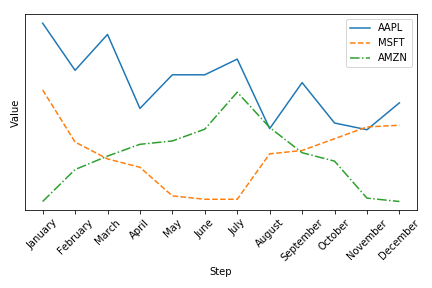 AAPL
MSFT
AMZN
Value
January
February
March
April
May
June
July
August
September
October
November
December
Step